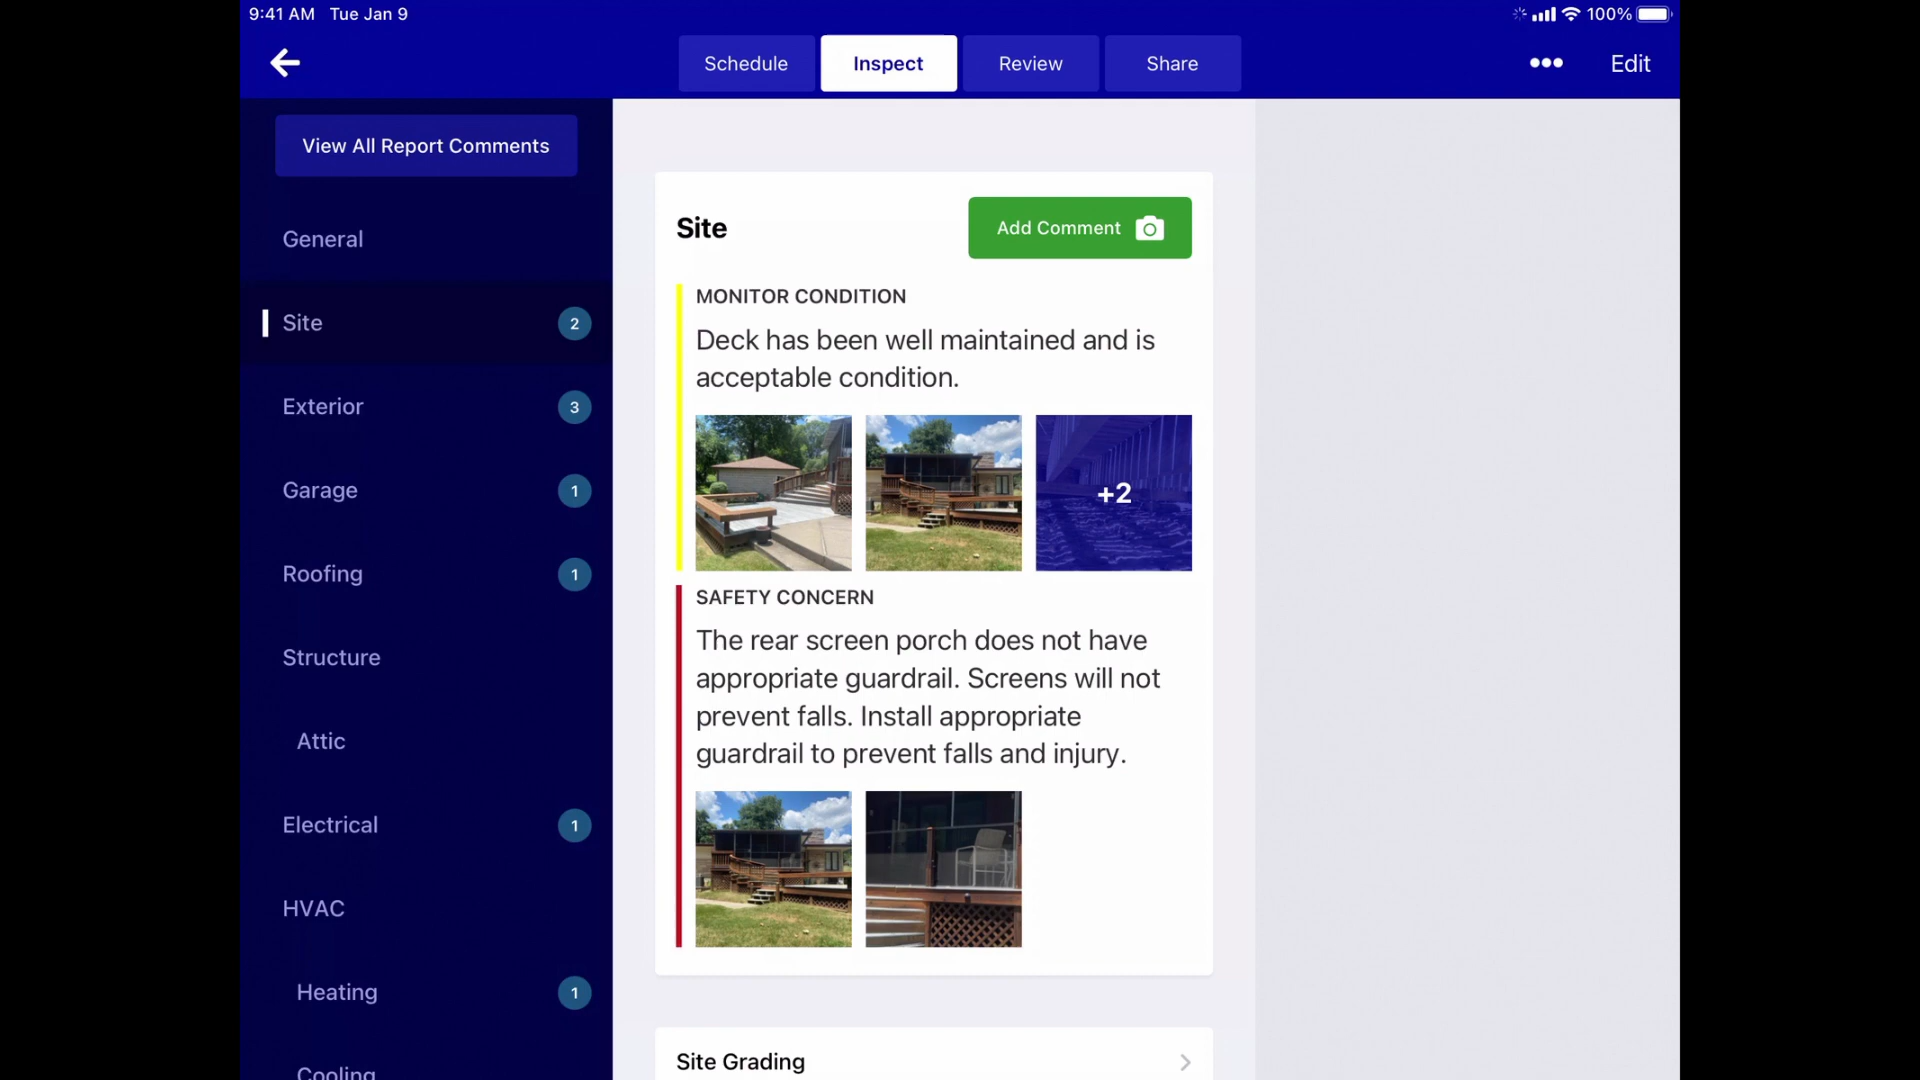 9:41 AM Tue Jan 9
100%
Schedule
Inspect
Review
Share
Edit
View All Report Comments
General
Site
2
Exterior
3
Garage
1
Roofing
1
Structure
Attic
Electrical
1
HVAC
Heating
1
Cooling
Site
Add Comment
MONITOR CONDITION
Deck has been well maintained and is
acceptable condition.
+2
SAFETY CONCERN
The rear screen porch does not have
appropriate guardrail. Screens will not
prevent falls. Install appropriate
guardrail to prevent falls and injury.
Site Grading